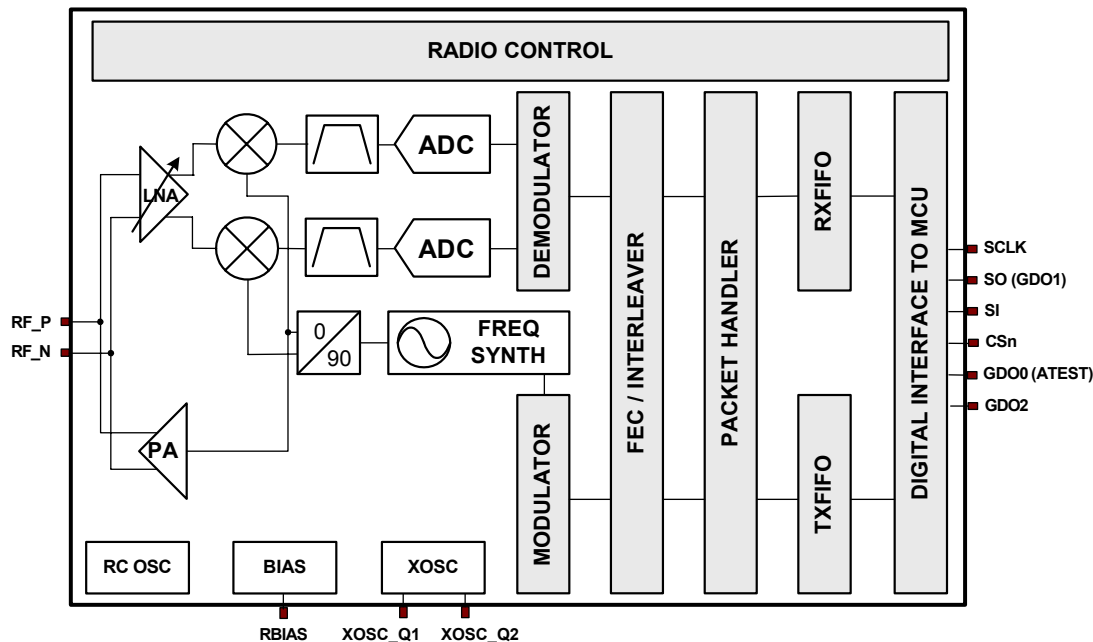 RADIO CONTROL
LNA
ADC
ADC
DEMODULATOR
FEC / INTERLEAVER
PACKET HANDLER
RXFIFO
DIGITAL INTERFACE TO MCU
SCLK
SO (GDO1)
SI
CSn
GDO0 (ATEST)
GDO2
RF_P
RF_N
0
90
FREQ
SYNTH
PA
MODULATOR
TXFIFO
RC OSC
BIAS
XOSC
RBIAS
XOSC_Q1
XOSC_Q2